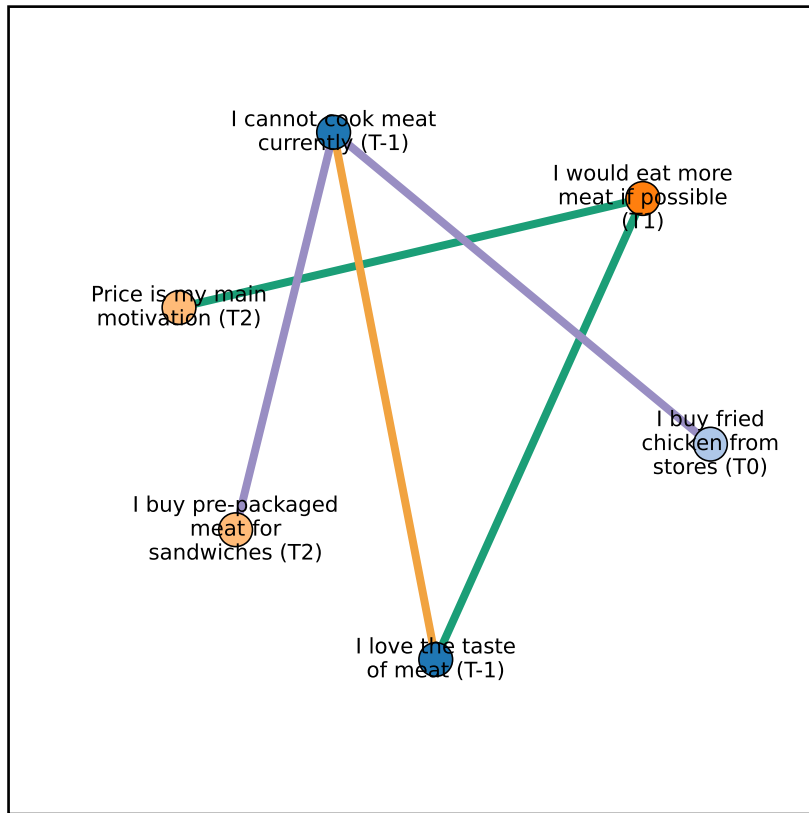 I cannot cook meat
currently (T-1)
I would eat more
meat if possible
(T1)
Price is my main
motivation (T2)
I buy fried
chicken from
stores (T0)
I buy pre-packaged
meat for
sandwiches (T2)
I love the taste
of meat (T-1)